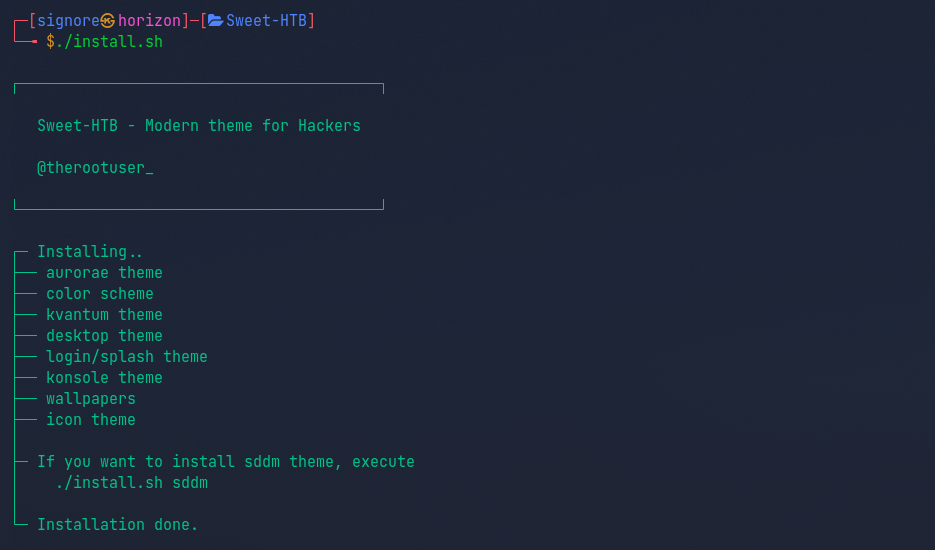 [signore㉿horizon]-[Sweet-HTB]
$./install.sh
Sweet-HTB - Modern theme for Hackers
@therootuser_
Installing..
aurorae theme
color scheme
kvantum theme
desktop theme
login/splash theme
konsole theme
wallpapers
icon theme
If you want to install sddm theme, execute
./install.sh sddm
Installation done.